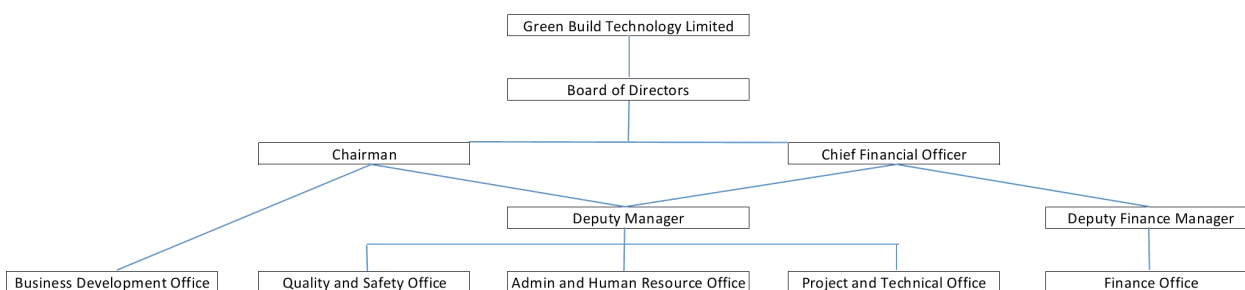 Green Build Technology Limited
Board of Directors
Chairman
Chief Financial Officer
Deputy Manager
Deputy Finance Manager
Business Development Office
Quality and Safety Office
Admin and Human Resource Office
Project and Technical Office
Finance Office